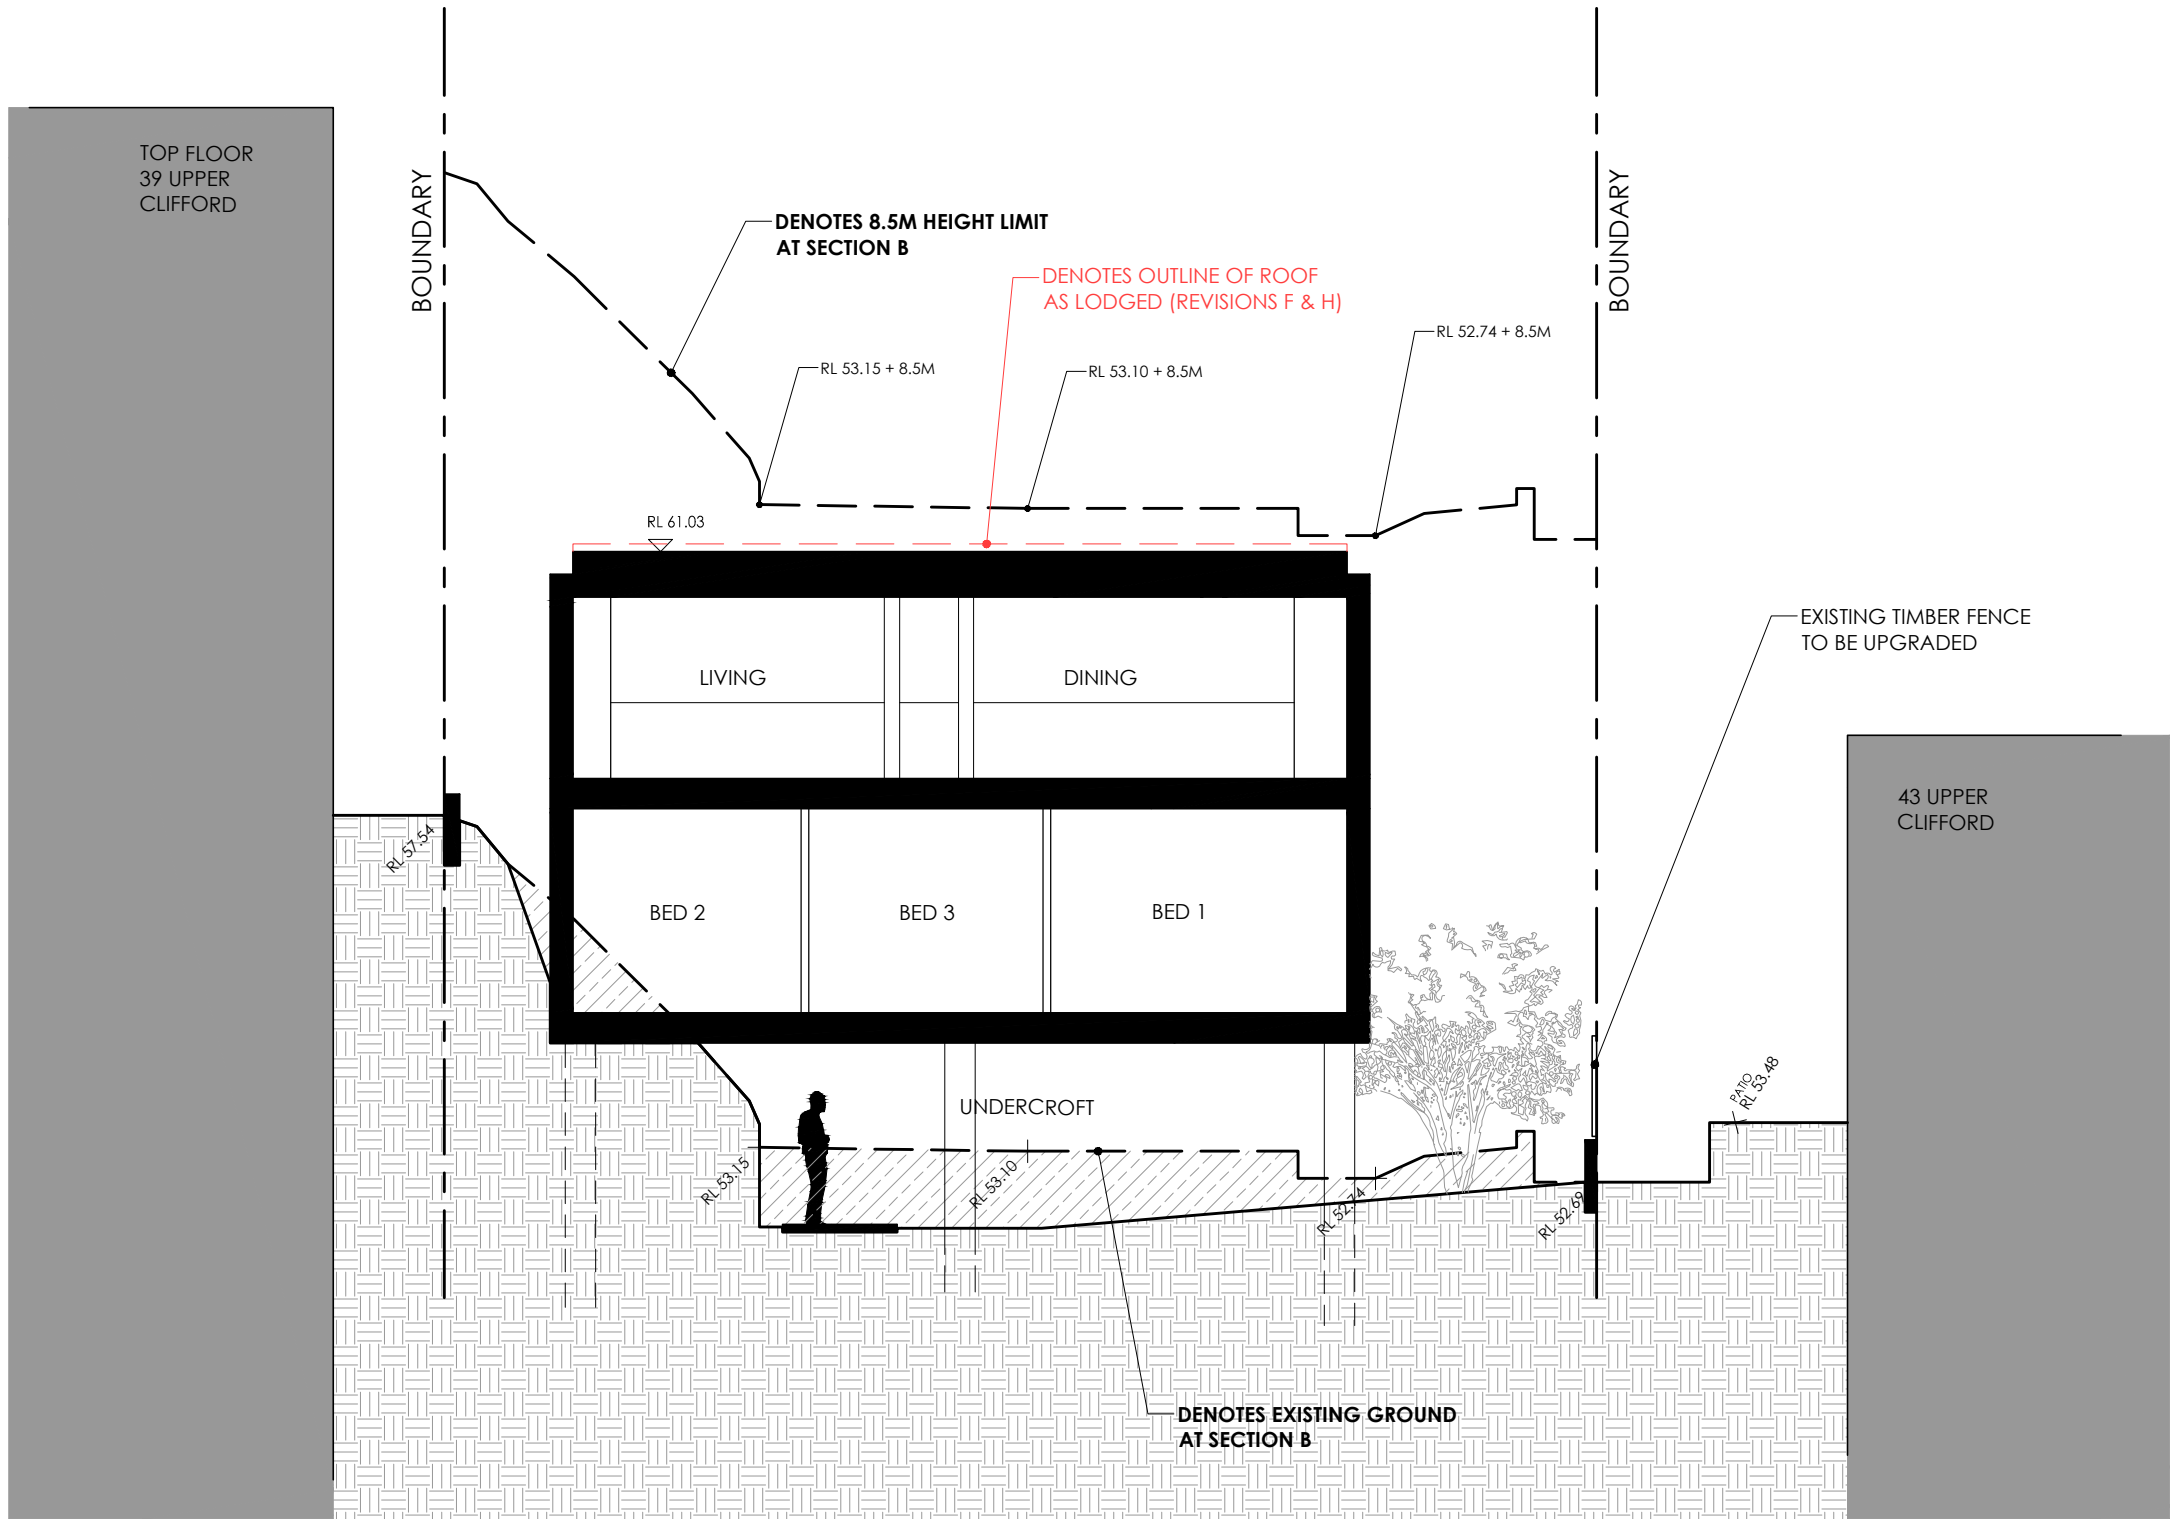 TOP FLOOR
39 UPPER
CLIFFORD
BOUNDARY
DENOTES 8.5M HEIGHT LIMIT
AT SECTION B
DENOTES OUTLINE OF ROOF
AS LODGED (REVISIONS F & H)
BOUNDARY
RL 53.15 + 8.5M
RL 53.10 + 8.5M
RL 52.74 + 8.5M
RL 61.03
EXISTING TIMBER FENCE
TO BE UPGRADED
LIVING
DINING
43 UPPER
CLIFFORD
RL 57.54
BED 2
BED 3
BED 1
UNDERCROFT
PATIO
RL 53.48
RL 53.15
RL 53.10
RL 52.74
RL 52.69
DENOTES EXISTING GROUND
AT SECTION B